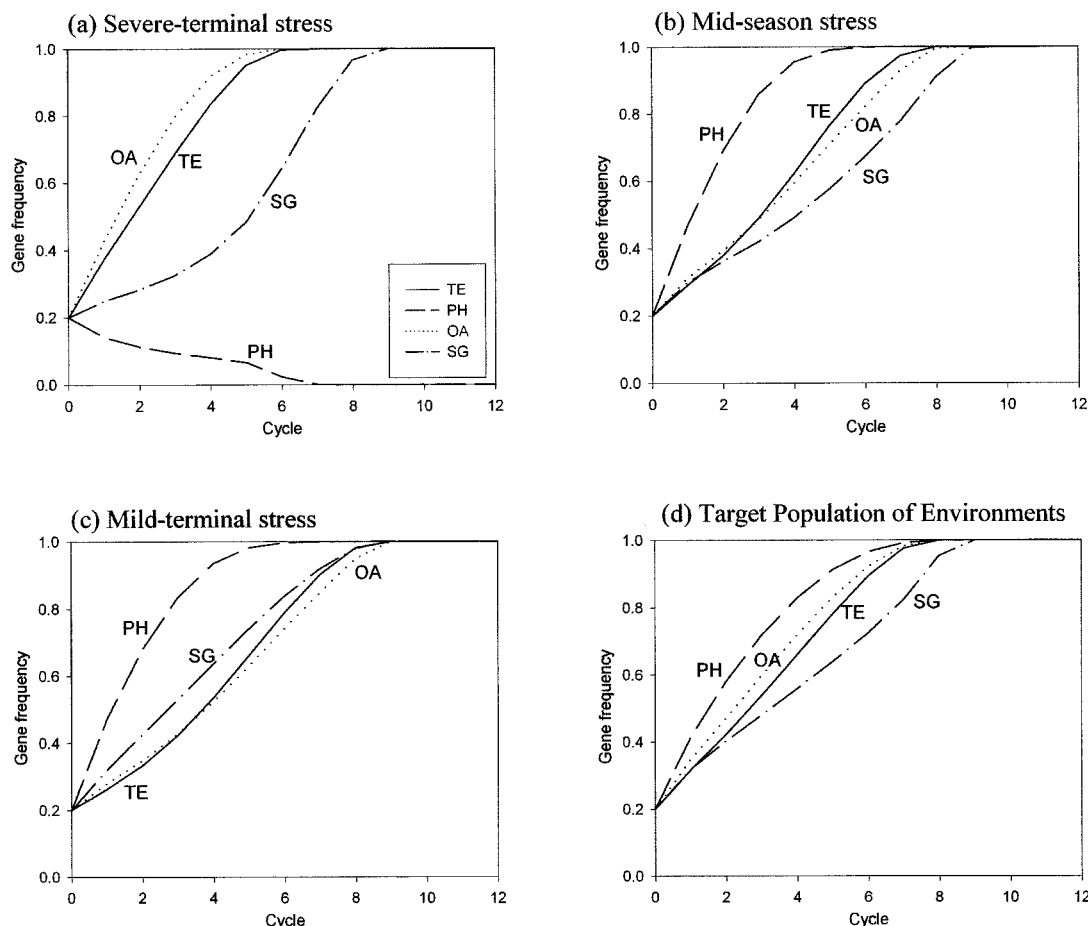 (a) Severe-terminal stress
1.0
0.8
0.6
0.4
0.2
0.0
Gene frequency
OA
TE
SG
PH
TE
PH
OA
SG
0 2 4 6 8 10 12
Cycle
(b) Mid-season stress
1.0
0.8
0.6
0.4
0.2
0.0
Gene frequency
PH
TE
OA
SG
0 2 4 6 8 10 12
Cycle
(c) Mild-terminal stress
1.0
0.8
0.6
0.4
0.2
0.0
Gene frequency
PH
SG
OA
TE
0 2 4 6 8 10 12
Cycle
(d) Target Population of Environments
1.0
0.8
0.6
0.4
0.2
0.0
Gene frequency
PH
OA
TE
SG
0 2 4 6 8 10 12
Cycle